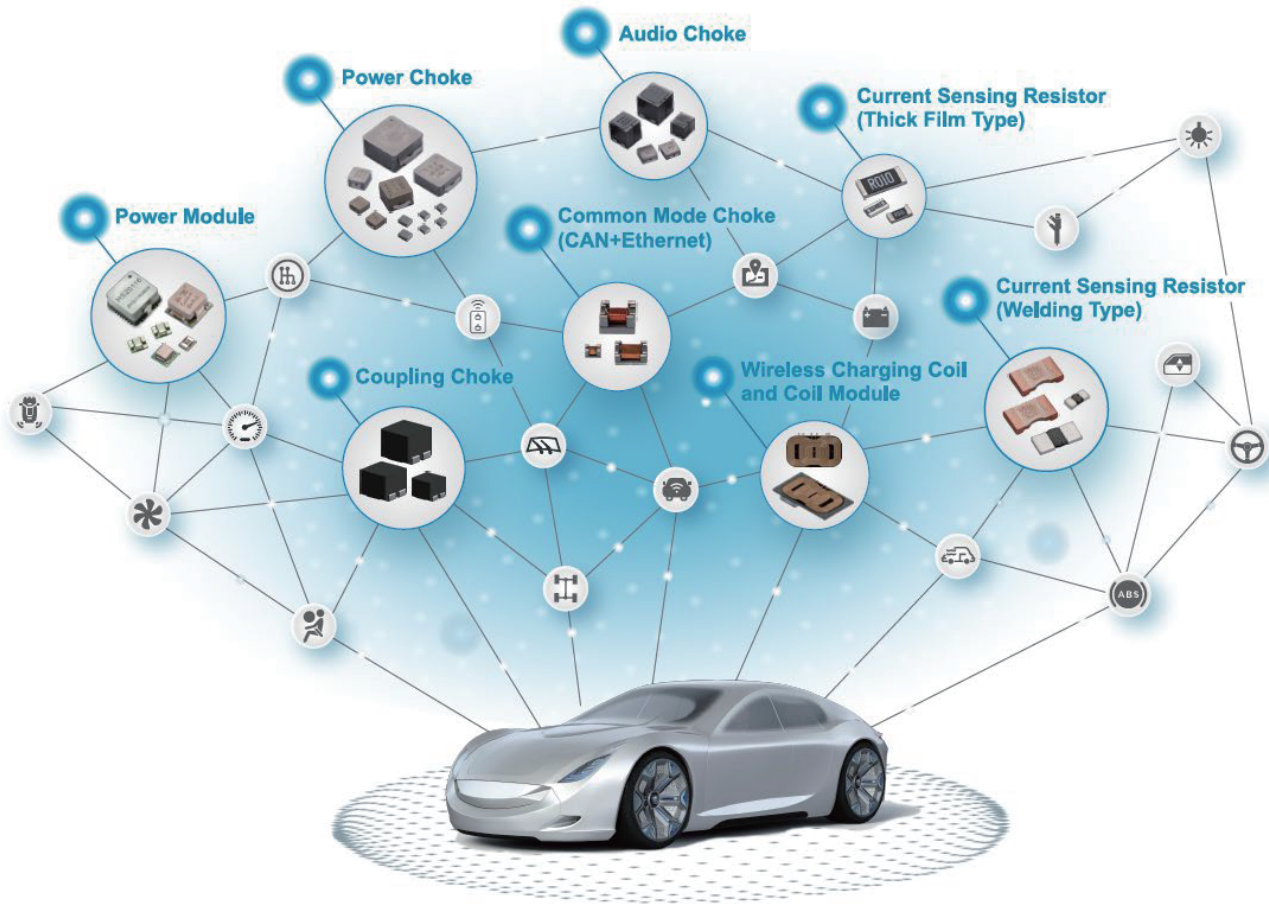 Audio Choke
Power Choke
Current Sensing Resistor
(Thick Film Type)
R010
Power Module
Common Mode Choke
(CAN+Ethernet)
Current Sensing Resistor
(Welding Type)
Coupling Choke
Wireless Charging Coil
and Coil Module
ABS